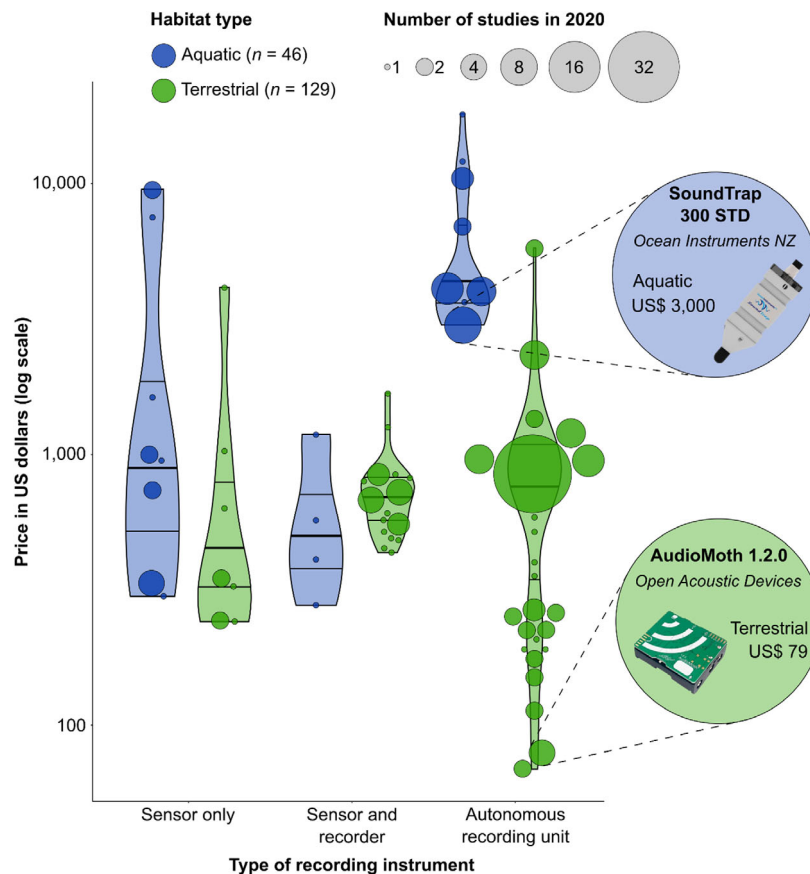 Habitat type
Aquatic (n = 46)
Terrestrial (n = 129)
Number of studies in 2020
1 2 4 8 16 32
Price in US dollars (log scale)
10,000
1,000
100
SoundTrap
300 STD
Ocean Instruments NZ
Aquatic
US$ 3,000
AudioMoth 1.2.0
Open Acoustic Devices
Terrestrial
US$ 79
Sensor only
Sensor and
recorder
Autonomous
recording unit
Type of recording instrument